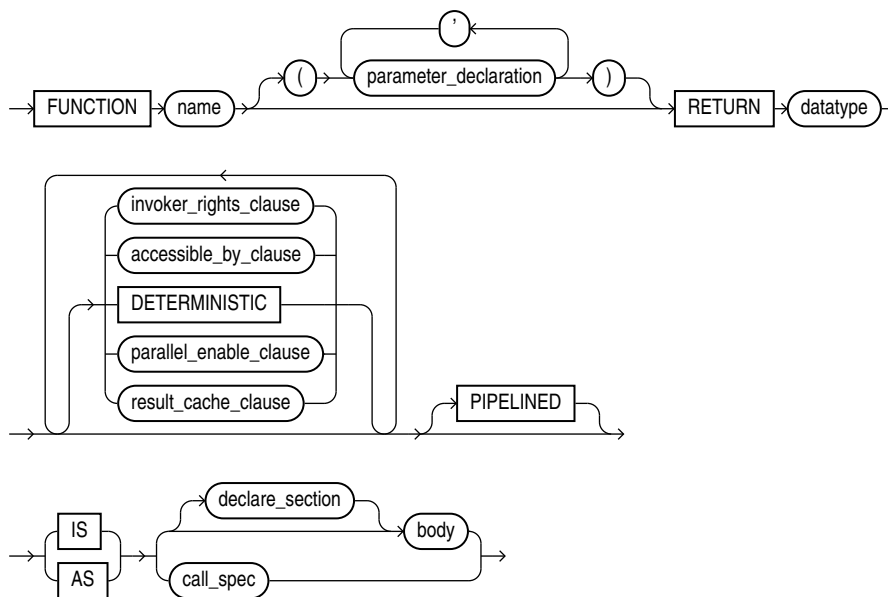 ,
( parameter_declaration )
FUNCTION name RETURN datatype
invoker_rights_clause
accessible_by_clause
DETERMINISTIC
parallel_enable_clause
result_cache_clause
PIPELINED
declare_section
IS body
AS call_spec